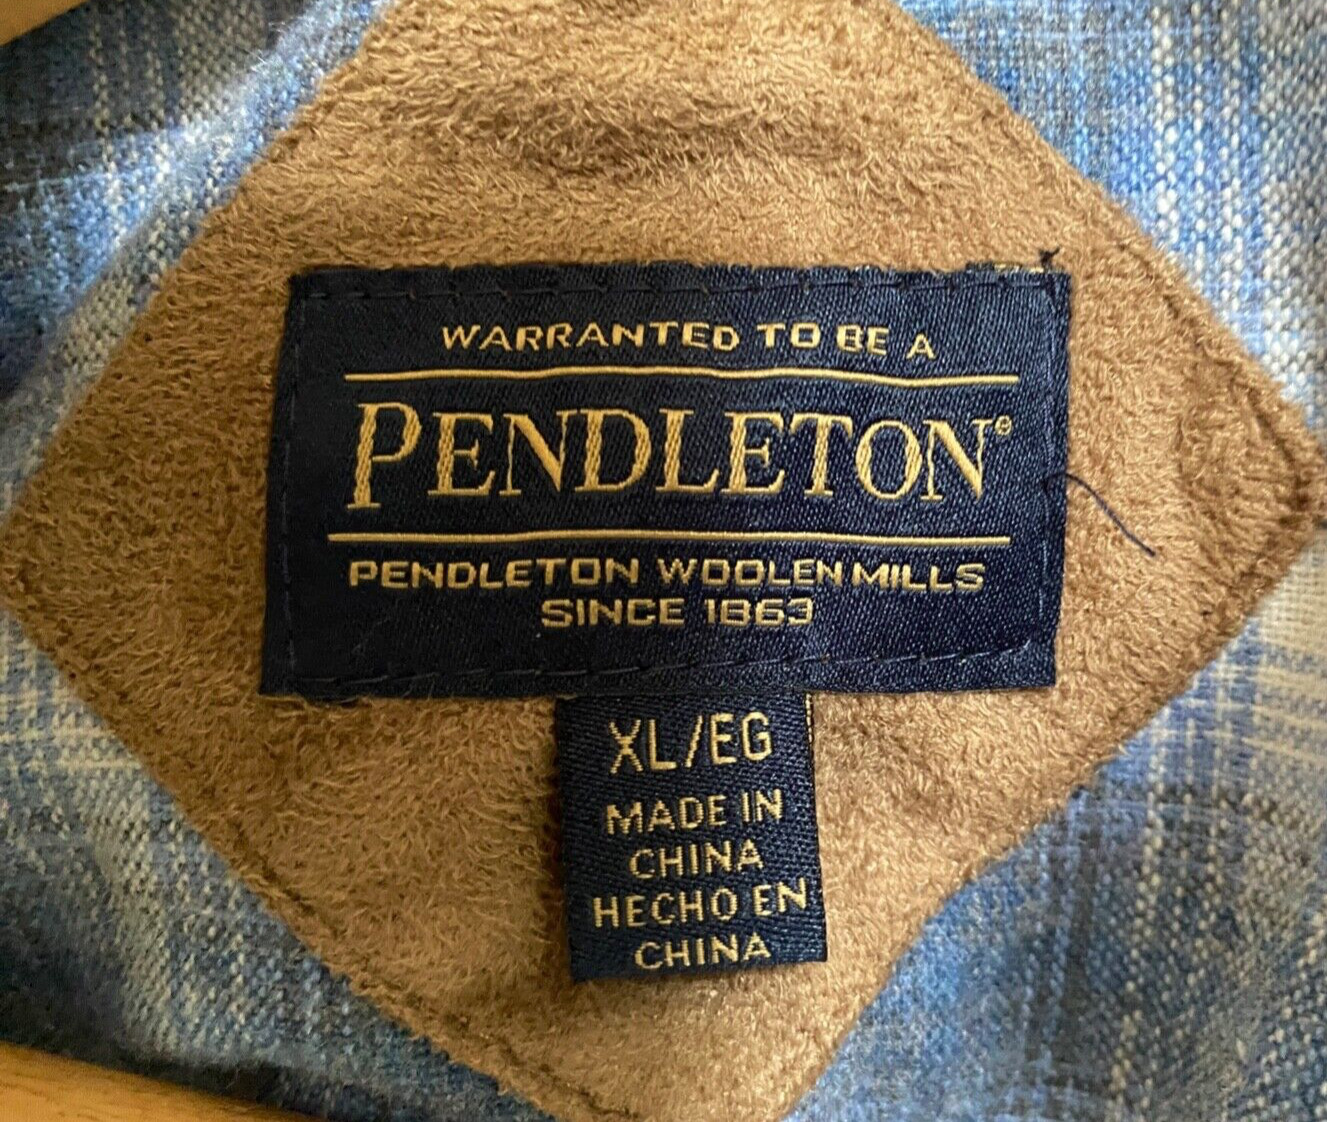 WARRANTED TO BE A
PENDLETON®
PENDLETON WOOLEN MILLS
SINCE 1863
XL/EG
MADE IN
CHINA
HECHO EN
CHINA